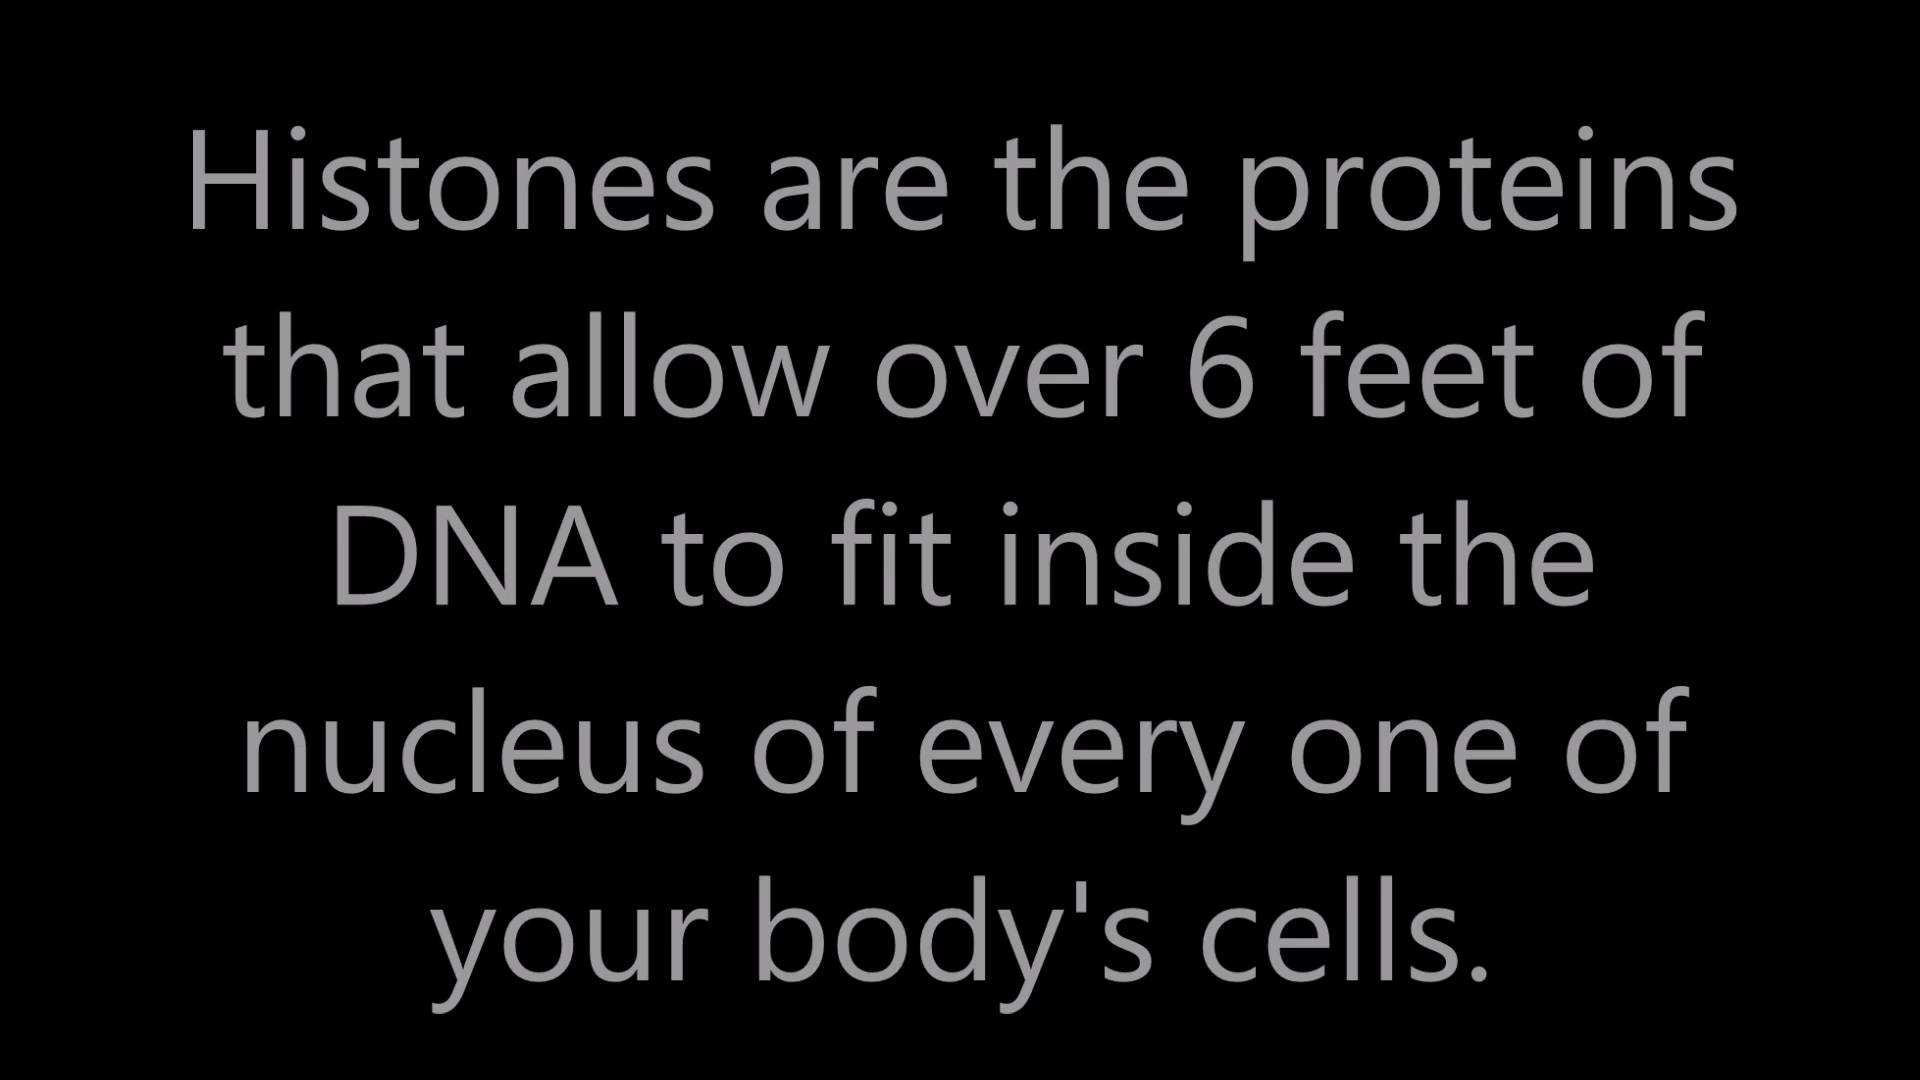 Histones are the proteins
that allow over 6 feet of
DNA to fit inside the
nucleus of every one of
your body's cells.